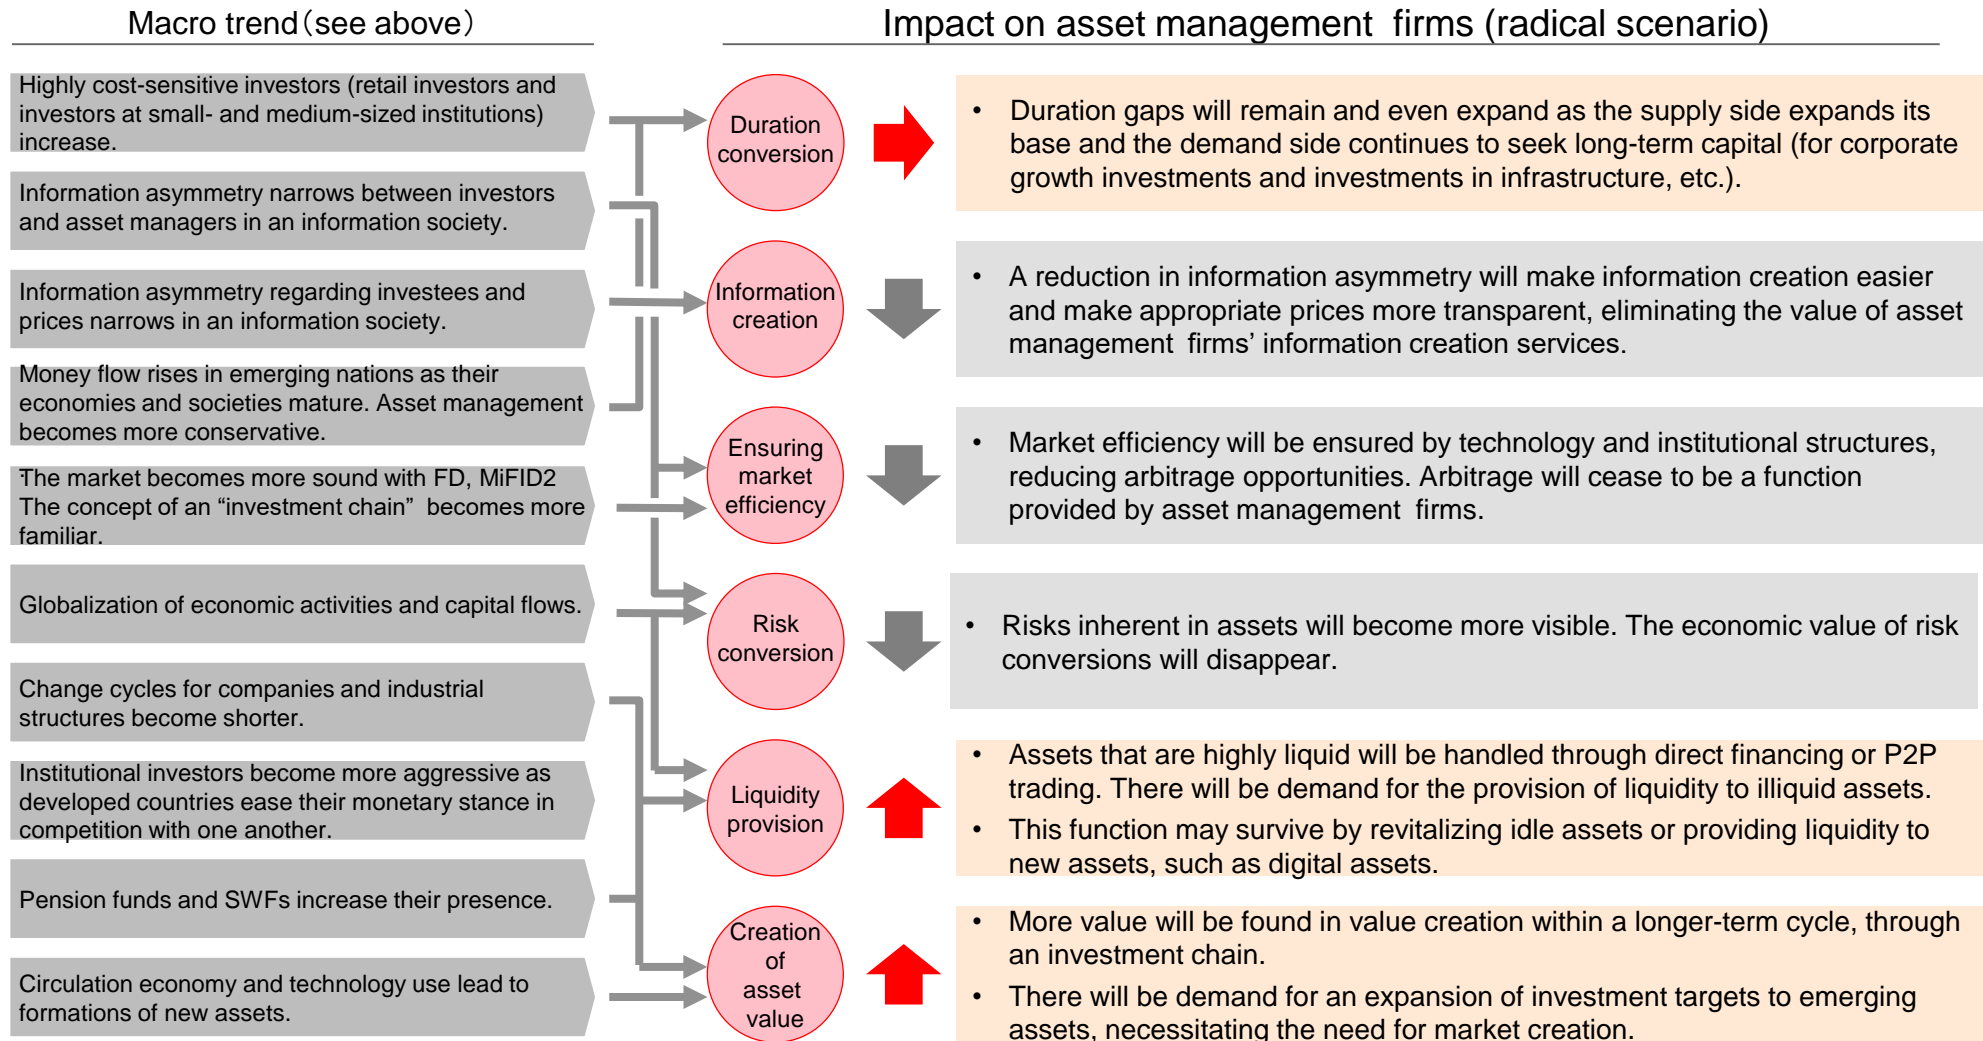 Macro trend（see above）
Impact on asset management firms (radical scenario)
Highly cost-sensitive investors (retail investors and
investors at small- and medium-sized institutions)
increase.
Information asymmetry narrows between investors
and asset managers in an information society.
Information asymmetry regarding investees and
prices narrows in an information society.
Money flow rises in emerging nations as their
economies and societies mature. Asset management
becomes more conservative.
The market becomes more sound with FD, MiFID2
The concept of an “investment chain” becomes more
familiar.
Globalization of economic activities and capital flows.
Change cycles for companies and industrial
structures become shorter.
Institutional investors become more aggressive as
developed countries ease their monetary stance in
competition with one another.
Pension funds and SWFs increase their presence.
Circulation economy and technology use lead to
formations of new assets.
Duration
conversion
• Duration gaps will remain and even expand as the supply side expands its
base and the demand side continues to seek long-term capital (for corporate
growth investments and investments in infrastructure, etc.).
Information
creation
• A reduction in information asymmetry will make information creation easier
and make appropriate prices more transparent, eliminating the value of asset
management firms’ information creation services.
Ensuring
market
efficiency
• Market efficiency will be ensured by technology and institutional structures,
reducing arbitrage opportunities. Arbitrage will cease to be a function
provided by asset management firms.
Risk
conversion
• Risks inherent in assets will become more visible. The economic value of risk
conversions will disappear.
Liquidity
provision
• Assets that are highly liquid will be handled through direct financing or P2P
trading. There will be demand for the provision of liquidity to illiquid assets.
• This function may survive by revitalizing idle assets or providing liquidity to
new assets, such as digital assets.
Creation
of
asset
value
• More value will be found in value creation within a longer-term cycle, through
an investment chain.
• There will be demand for an expansion of investment targets to emerging
assets, necessitating the need for market creation.